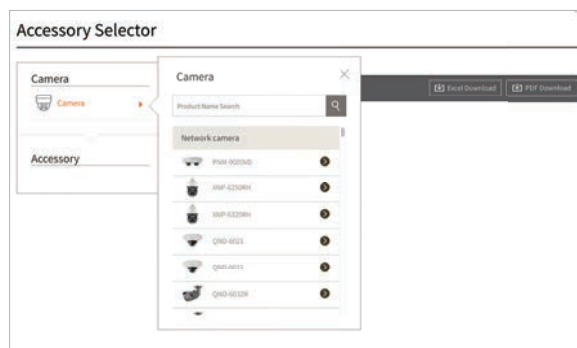 Accessory Selector
Camera
Camera
Accessory
Camera
Product Name Search
Network camera
PNM-9000VD
XNP-6250RH
XNP-6320RH
QND-6021
QND-6011
QNO-6032R
Excel Download
PDF Download